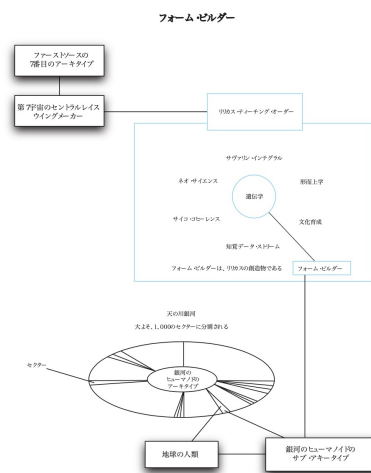 フォーム・ビルダー
ファーストソースの
7番目のアーキタイプ
第7宇宙のセントラルレイス
ウイングメーカー
リリカス・ティーチング・オーダー
サヴァリン・インテグラル
ネオ・サイエンス
形而上学
遺伝学
サイコ・コヒーレンス
文化育成
知覚データ・ストリーム
フォーム・ビルダーは、リリカスの創造物である
フォーム・ビルダー
天の川銀河
大よそ、1,0000のセクターに分割される
セクター
銀河の
ヒューマノイドの
アーキタイプ
地球の人類
銀河のヒューマノイドの
サブ・アキータイプ